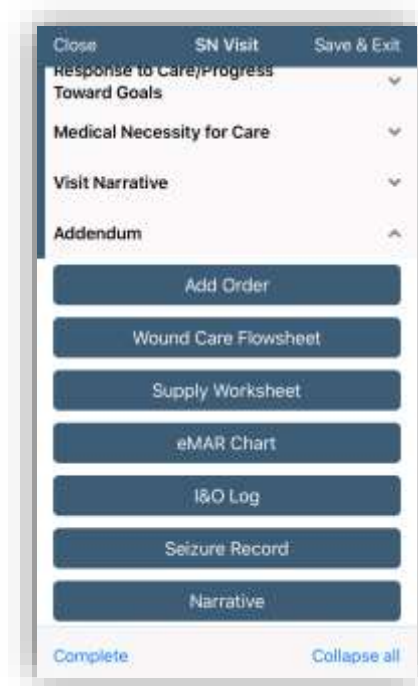 Close SN Visit Save & Exit
Response to Care/Progress
Toward Goals
Medical Necessity for Care
Visit Narrative
Addendum
Add Order
Wound Care Flowsheet
Supply Worksheet
eMAR Chart
I&O Log
Seizure Record
Narrative
Complete Collapse all